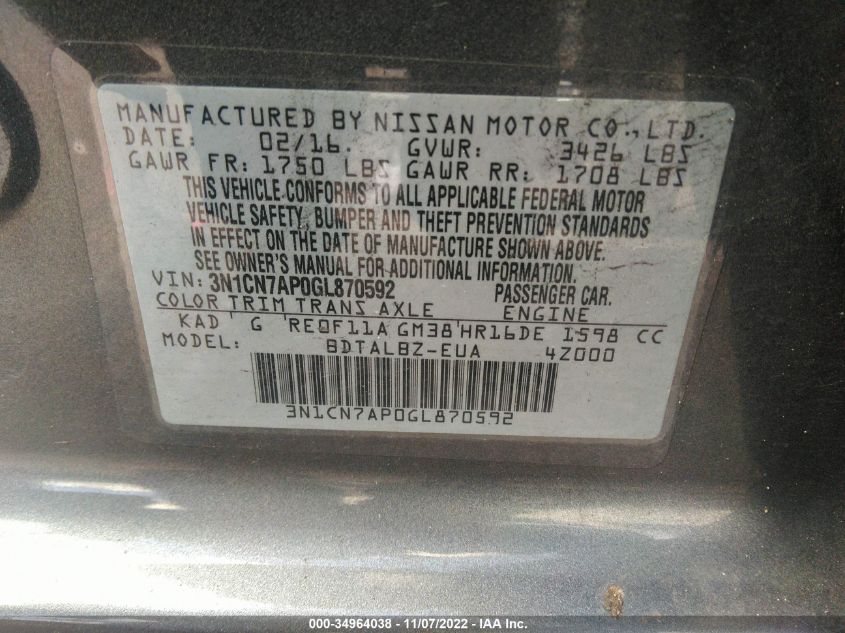 MANUFACTURED BY NISSAN MOTOR CO., LTD.
DATE: 02/16. GVWR: 3426 LBS
GAWR FR: 1750 LBS GAWR RR: 1708 LBS
THIS VEHICLE CONFORMS TO ALL APPLICABLE FEDERAL MOTOR
VEHICLE SAFETY, BUMPER AND THEFT PREVENTION STANDARDS
IN EFFECT ON THE DATE OF MANUFACTURE SHOWN ABOVE.
SEE OWNER'S MANUAL FOR ADDITIONAL INFORMATION.
VIN: 3N1CN7AP0GL870592 PASSENGER CAR.
COLOR TRIM TRANS AXLE ENGINE
KAD G RE0F11A GM38 HR16DE 1598 CC
MODEL: BDTALBZ-EUA 4Z000
3N1CN7AP0GL870592
000-34964038 - 11/07/2022 - IAA Inc.